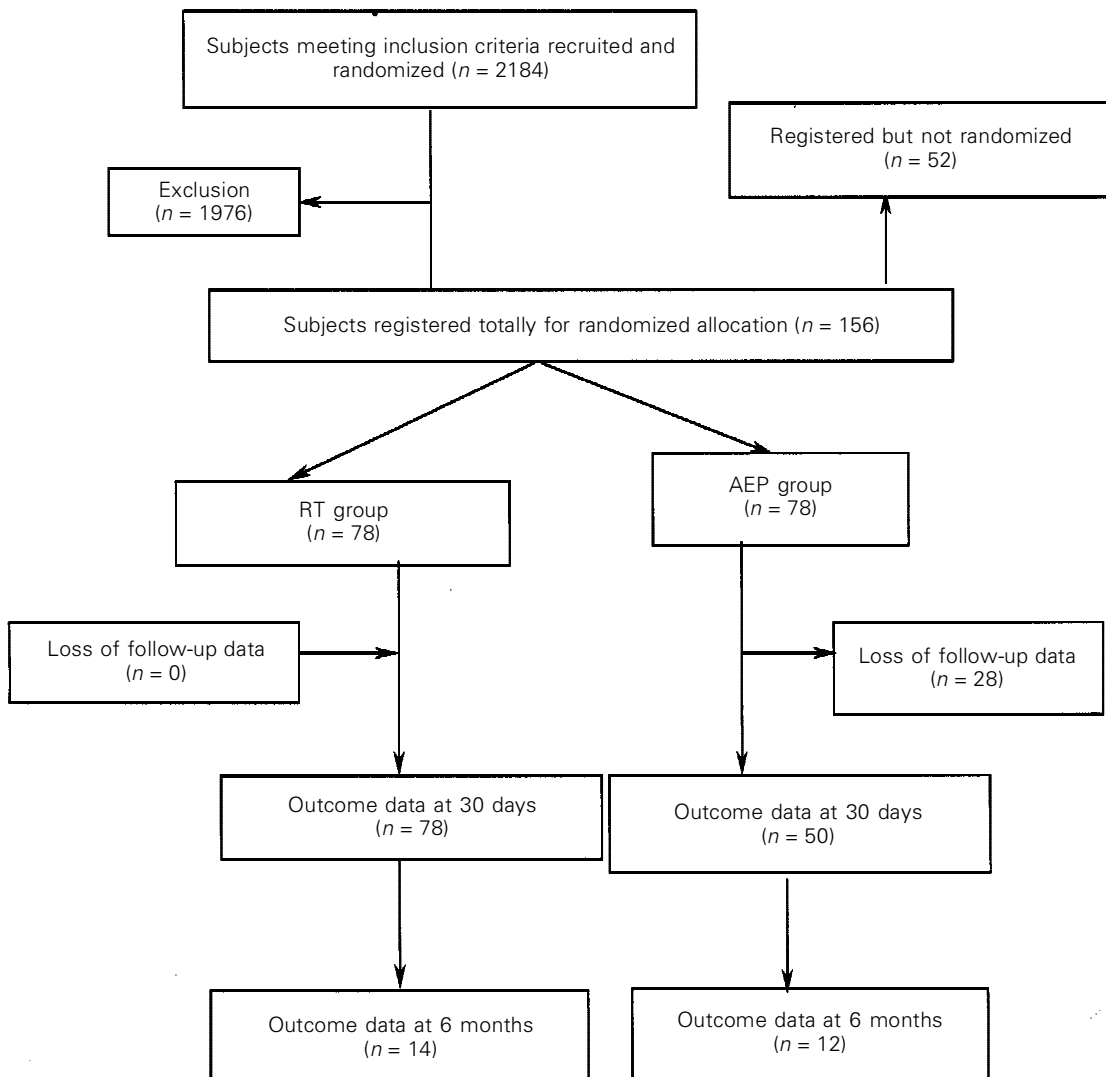 Subjects meeting inclusion criteria recruited and
randomized (n = 2184)
Registered but not randomized
(n = 52)
Exclusion
(n = 1976)
Subjects registered totally for randomized allocation (n = 156)
RT group
(n = 78)
AEP group
(n = 78)
Loss of follow-up data
(n = 0)
Loss of follow-up data
(n = 28)
Outcome data at 30 days
(n = 78)
Outcome data at 30 days
(n = 50)
Outcome data at 6 months
(n = 14)
Outcome data at 6 months
(n = 12)